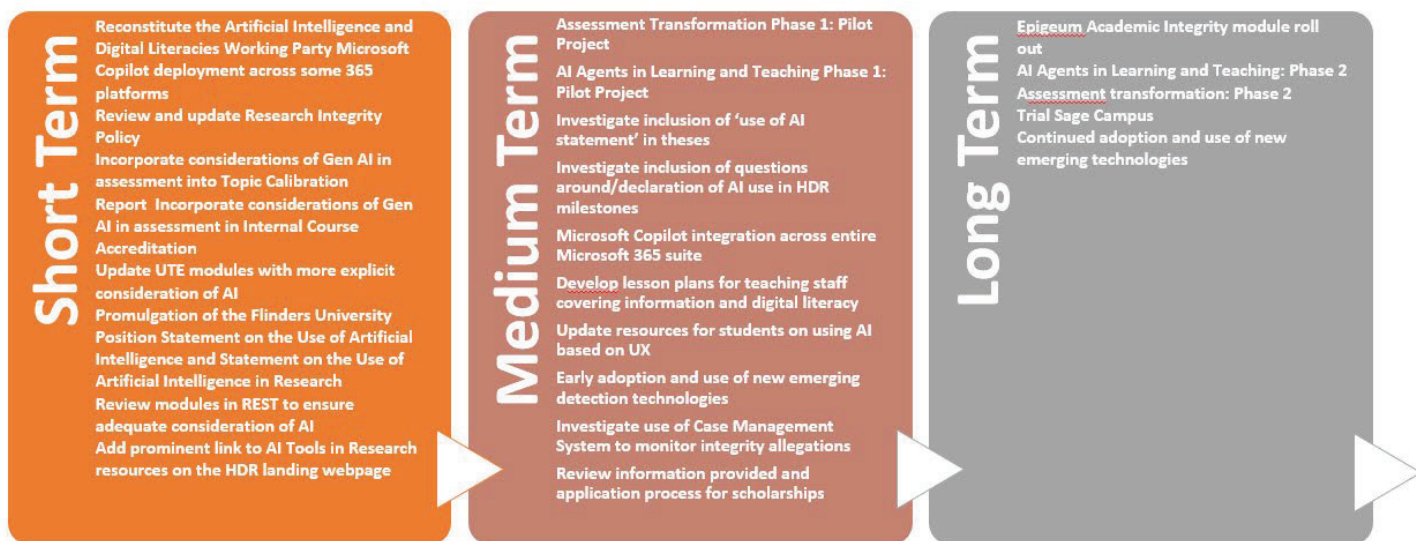 Short Term
Reconstitute the Artificial Intelligence and
Digital Literacies Working Party Microsoft
Copilot deployment across some 365
platforms
Review and update Research Integrity
Policy
Incorporate considerations of Gen AI in
assessment into Topic Calibration
Report Incorporate considerations of Gen
AI in assessment in Internal Course
Accreditation
Update UTE modules with more explicit
consideration of AI
Promulgation of the Flinders University
Position Statement on the Use of Artificial
Intelligence and Statement on the Use of
Artificial Intelligence in Research
Review modules in REST to ensure
adequate consideration of AI
Add prominent link to AI Tools in Research
resources on the HDR landing webpage
Medium Term
Assessment Transformation Phase 1: Pilot
Project
AI Agents in Learning and Teaching Phase 1:
Pilot Project
Investigate inclusion of ‘use of AI
statement’ in theses
Investigate inclusion of questions
around/declaration of AI use in HDR
milestones
Microsoft Copilot integration across entire
Microsoft 365 suite
Develop lesson plans for teaching staff
covering information and digital literacy
Update resources for students on using AI
based on UX
Early adoption and use of new emerging
detection technologies
Investigate use of Case Management
System to monitor integrity allegations
Review information provided and
application process for scholarships
Long Term
Epigeum Academic Integrity module roll
out
AI Agents in Learning and Teaching: Phase 2
Assessment transformation: Phase 2
Trial Sage Campus
Continued adoption and use of new
emerging technologies